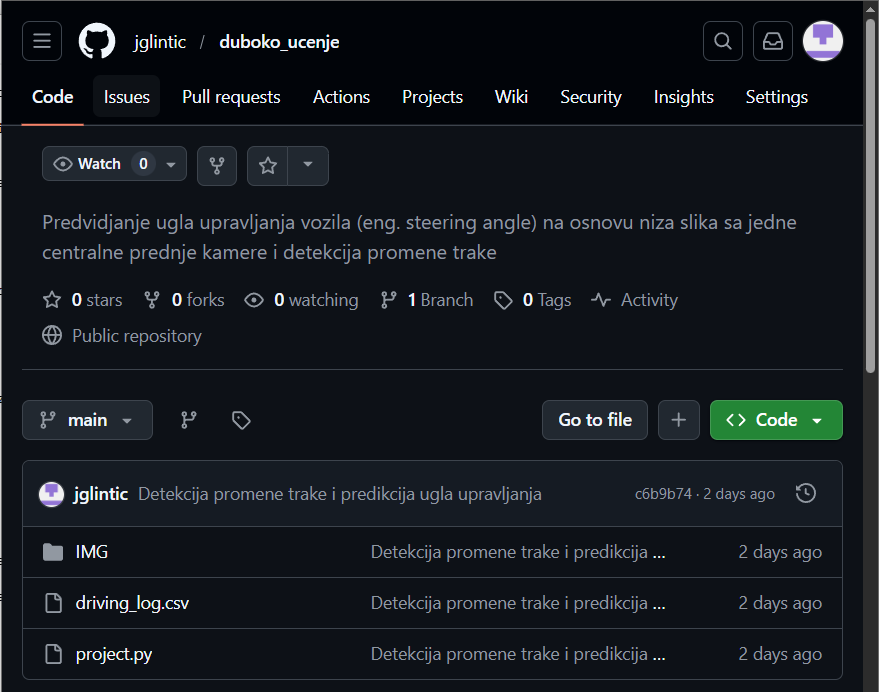 jglintic / duboko_ucenje
Code Issues Pull requests Actions Projects Wiki Security Insights Settings
Watch 0
Predvidjanje ugla upravljanja vozila (eng. steering angle) na osnovu niza slika sa jedne
centralne prednje kamere i detekcija promene trake
0 stars 0 forks 0 watching 1 Branch 0 Tags Activity
Public repository
main Go to file Code
jglintic Detekcija promene trake i predikcija ugla upravljanja c6b9b74 · 2 days ago
IMG Detekcija promene trake i predikcija ... 2 days ago
driving_log.csv Detekcija promene trake i predikcija ... 2 days ago
project.py Detekcija promene trake i predikcija ... 2 days ago